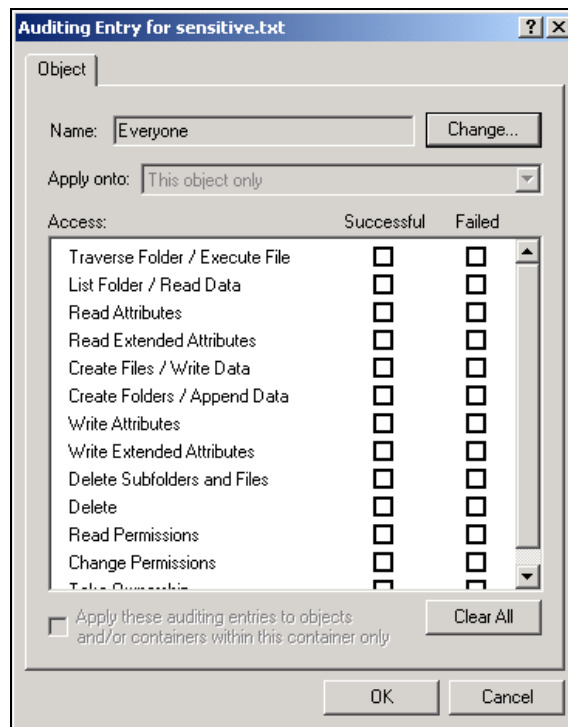 Auditing Entry for sensitive.txt
Object
Name: Everyone Change...
Apply onto: This object only
Access: Successful Failed
Traverse Folder / Execute File
List Folder / Read Data
Read Attributes
Read Extended Attributes
Create Files / Write Data
Create Folders / Append Data
Write Attributes
Write Extended Attributes
Delete Subfolders and Files
Delete
Read Permissions
Change Permissions
Take Ownership
Apply these auditing entries to objects
and/or containers within this container only
Clear All
OK Cancel